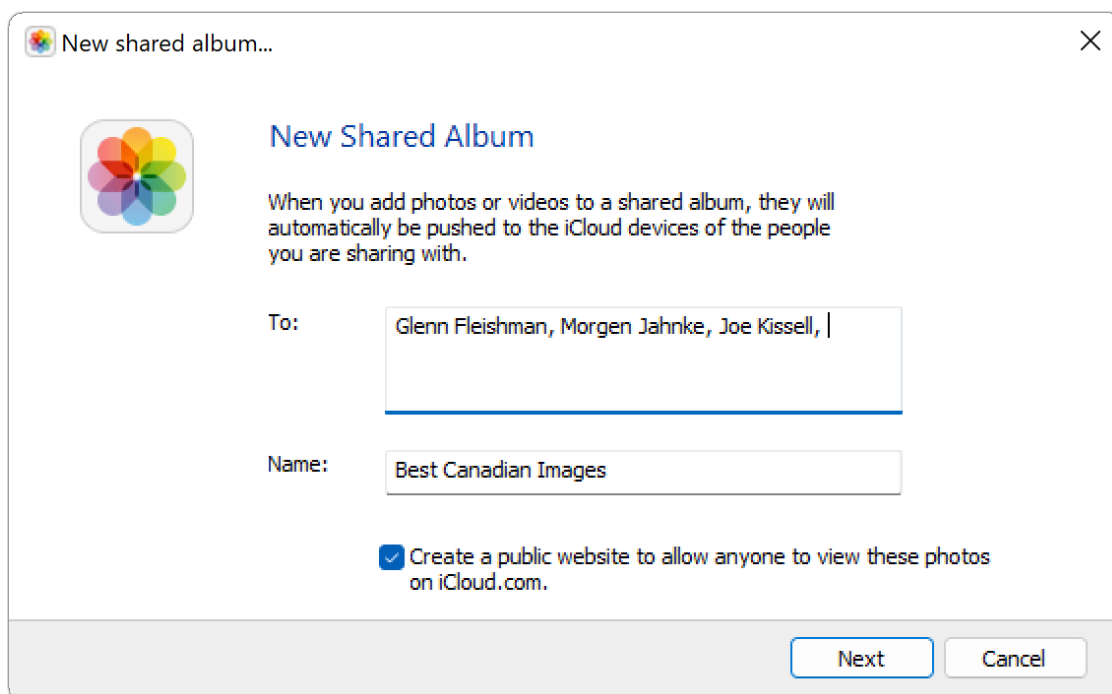 New shared album...
New Shared Album
When you add photos or videos to a shared album, they will
automatically be pushed to the iCloud devices of the people
you are sharing with.
To:
Glenn Fleishman, Morgen Jahnke, Joe Kissell,
Name:
Best Canadian Images
Create a public website to allow anyone to view these photos
on iCloud.com.
Next
Cancel